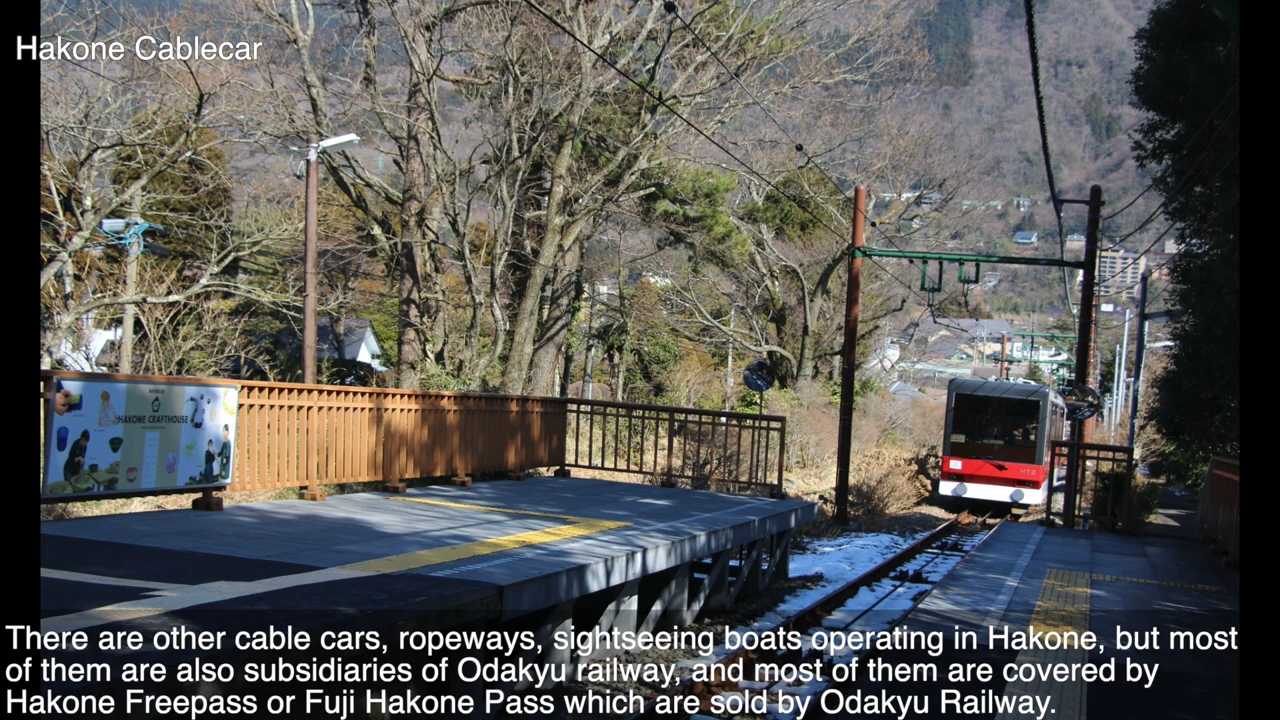 Hakone Cablecar
HAKONE CRAFTHOUSE
There are other cable cars, ropeways, sightseeing boats operating in Hakone, but most
of them are also subsidiaries of Odakyu railway, and most of them are covered by
Hakone Freepass or Fuji Hakone Pass which are sold by Odakyu Railway.